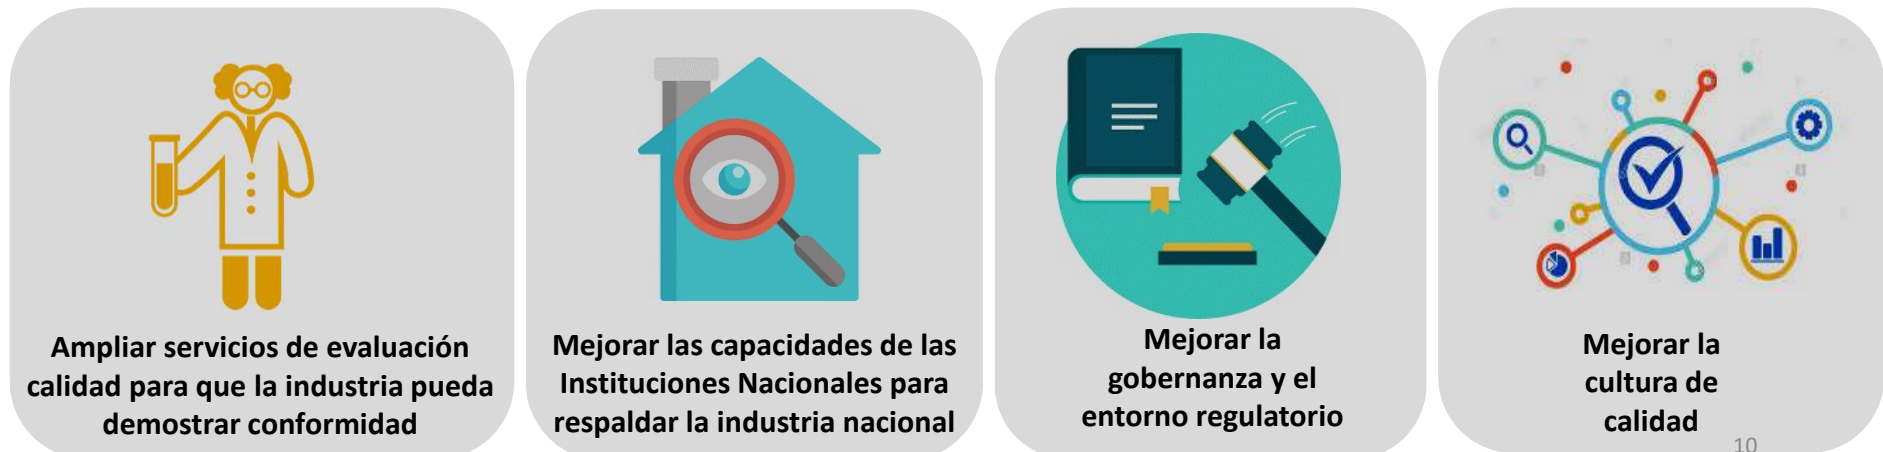 Ampliar servicios de evaluación
calidad para que la industria pueda
demostrar conformidad
Mejorar las capacidades de las
Instituciones Nacionales para
respaldar la industria nacional
Mejorar la
gobernanza y el
entorno regulatorio
Mejorar la
cultura de
calidad
10